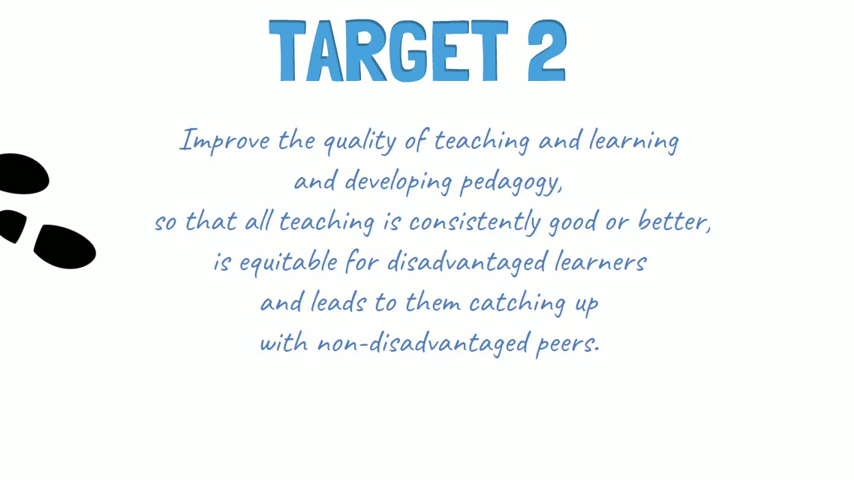 TARGET 2
Improve the quality of teaching and learning
and developing pedagogy,
so that all teaching is consistently good or better,
is equitable for disadvantaged learners
and leads to them catching up
with non-disadvantaged peers.